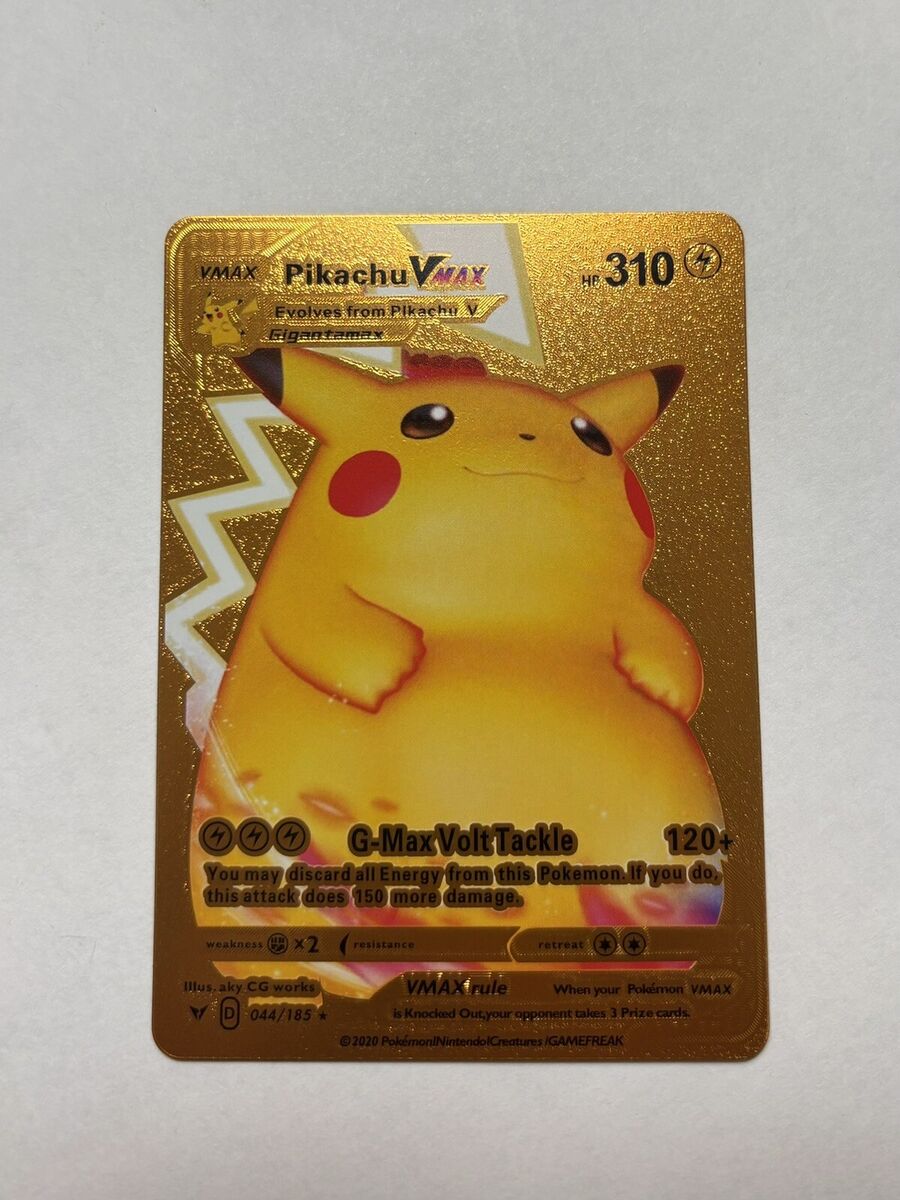 VMAX Pikachu VMAX HP 310
Evolves from Pikachu V
Gigantamax
G-Max Volt Tackle 120+
You may discard all Energy from this Pokemon. If you do,
this attack does 150 more damage.
weakness x2 resistance retreat
Illus. aky CG works VMAX rule When your Pokémon VMAX
D 044/185 ★ is Knocked Out,your opponent takes 3 Prize cards.
©2020 Pokémon/Nintendo/Creatures /GAMEFREAK